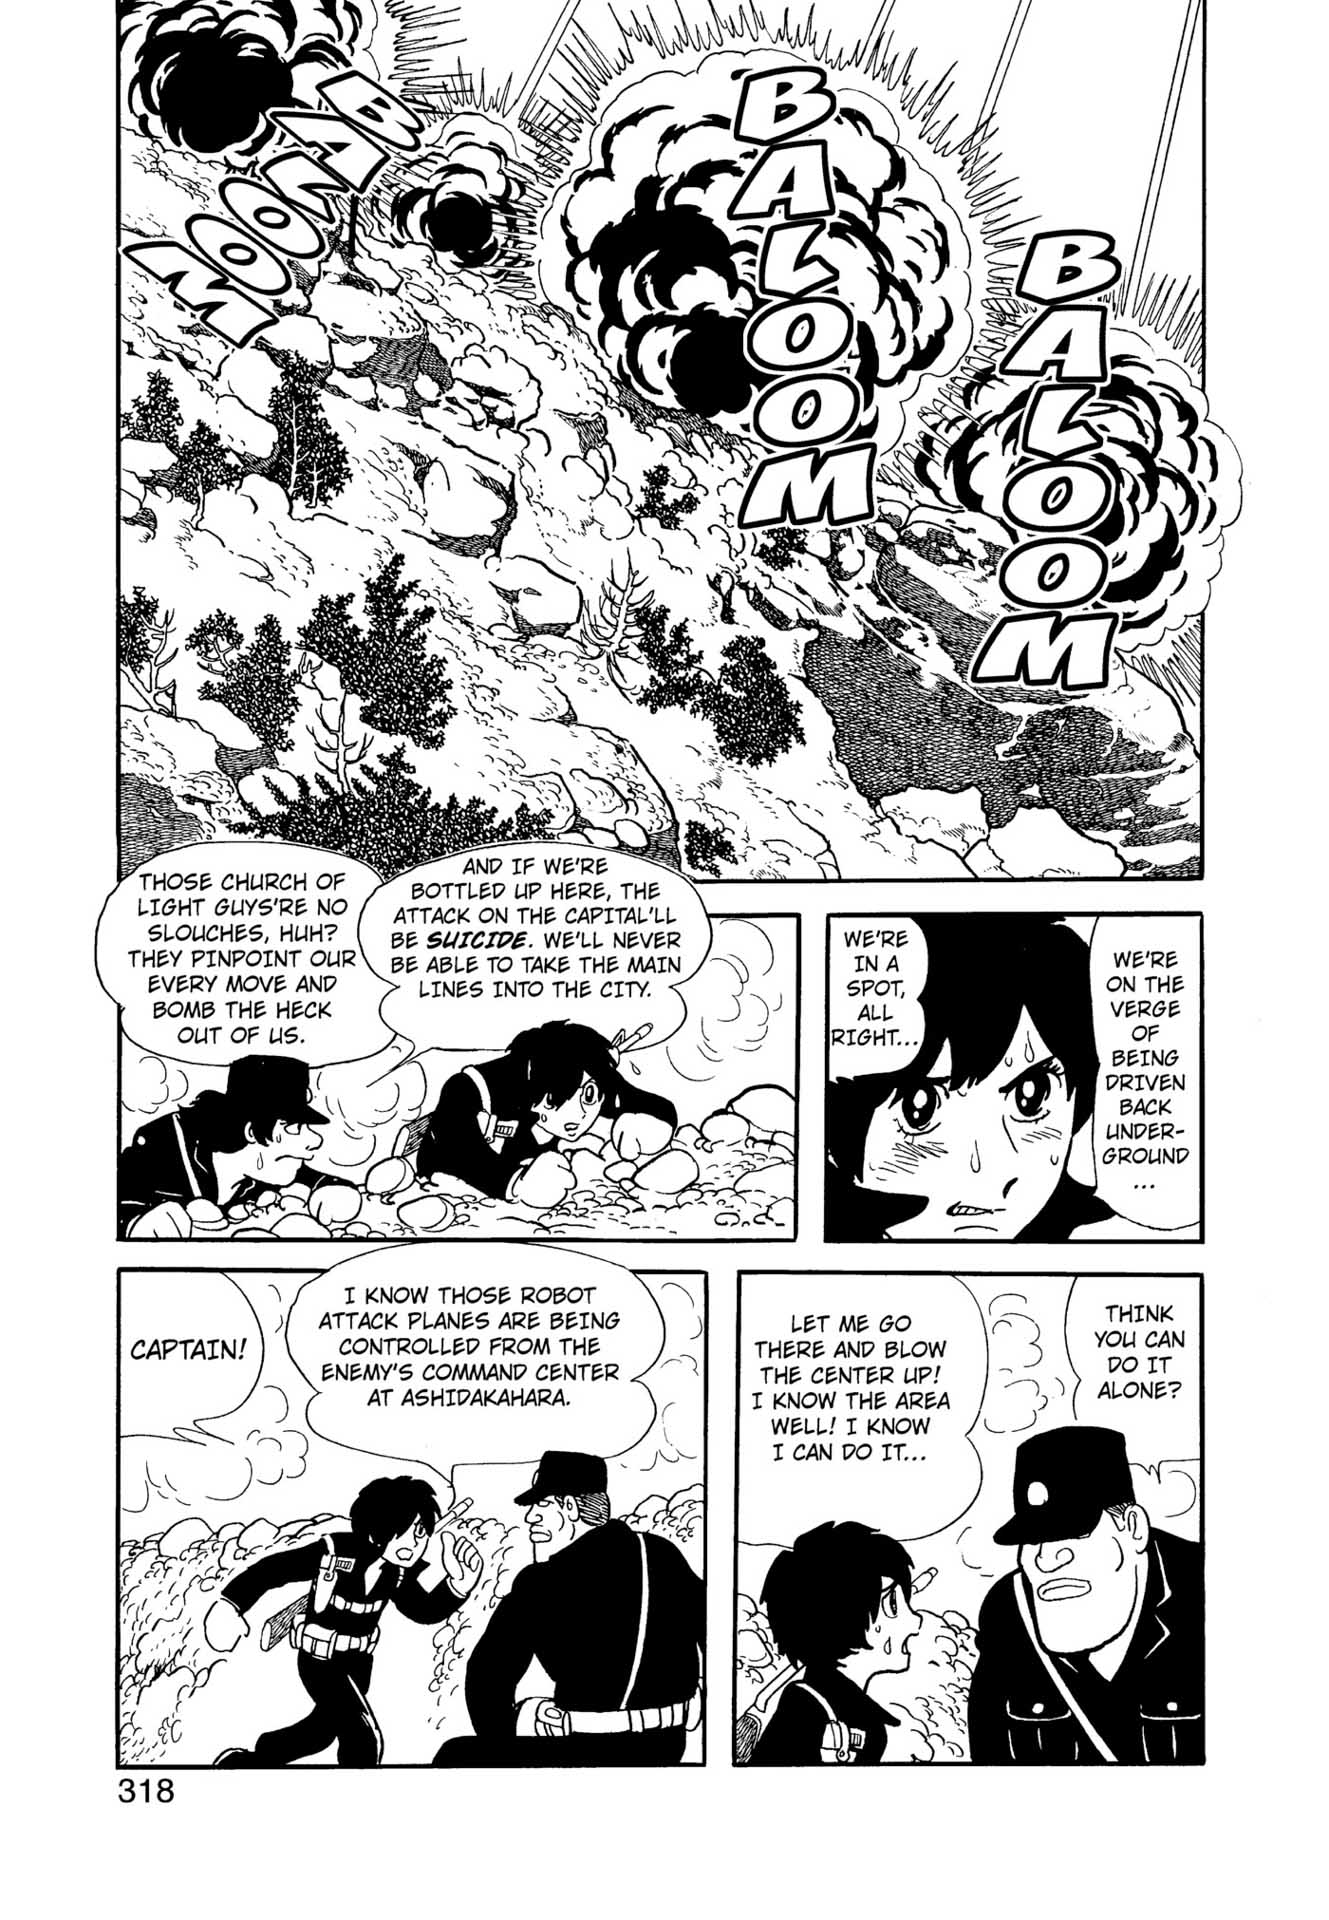 BAKOOM
BALOOM
BALOOM
THOSE CHURCH OF
LIGHT GUYS'RE NO
SLOUCHES, HUH?
THEY PINPOINT OUR
EVERY MOVE AND
BOMB THE HECK
OUT OF US.
AND IF WE'RE
BOTTLED UP HERE, THE
ATTACK ON THE CAPITAL'LL
BE SUICIDE. WE'LL NEVER
BE ABLE TO TAKE THE MAIN
LINES INTO THE CITY.
WE'RE
IN A
SPOT,
ALL
RIGHT...
WE'RE
ON THE
VERGE
OF
BEING
DRIVEN
BACK
UNDER-
GROUND
...
CAPTAIN!
I KNOW THOSE ROBOT
ATTACK PLANES ARE BEING
CONTROLLED FROM THE
ENEMY'S COMMAND CENTER
AT ASHIDAKAHARA.
LET ME GO
THERE AND BLOW
THE CENTER UP!
I KNOW THE AREA
WELL! I KNOW
I CAN DO IT...
THINK
YOU CAN
DO IT
ALONE?
318